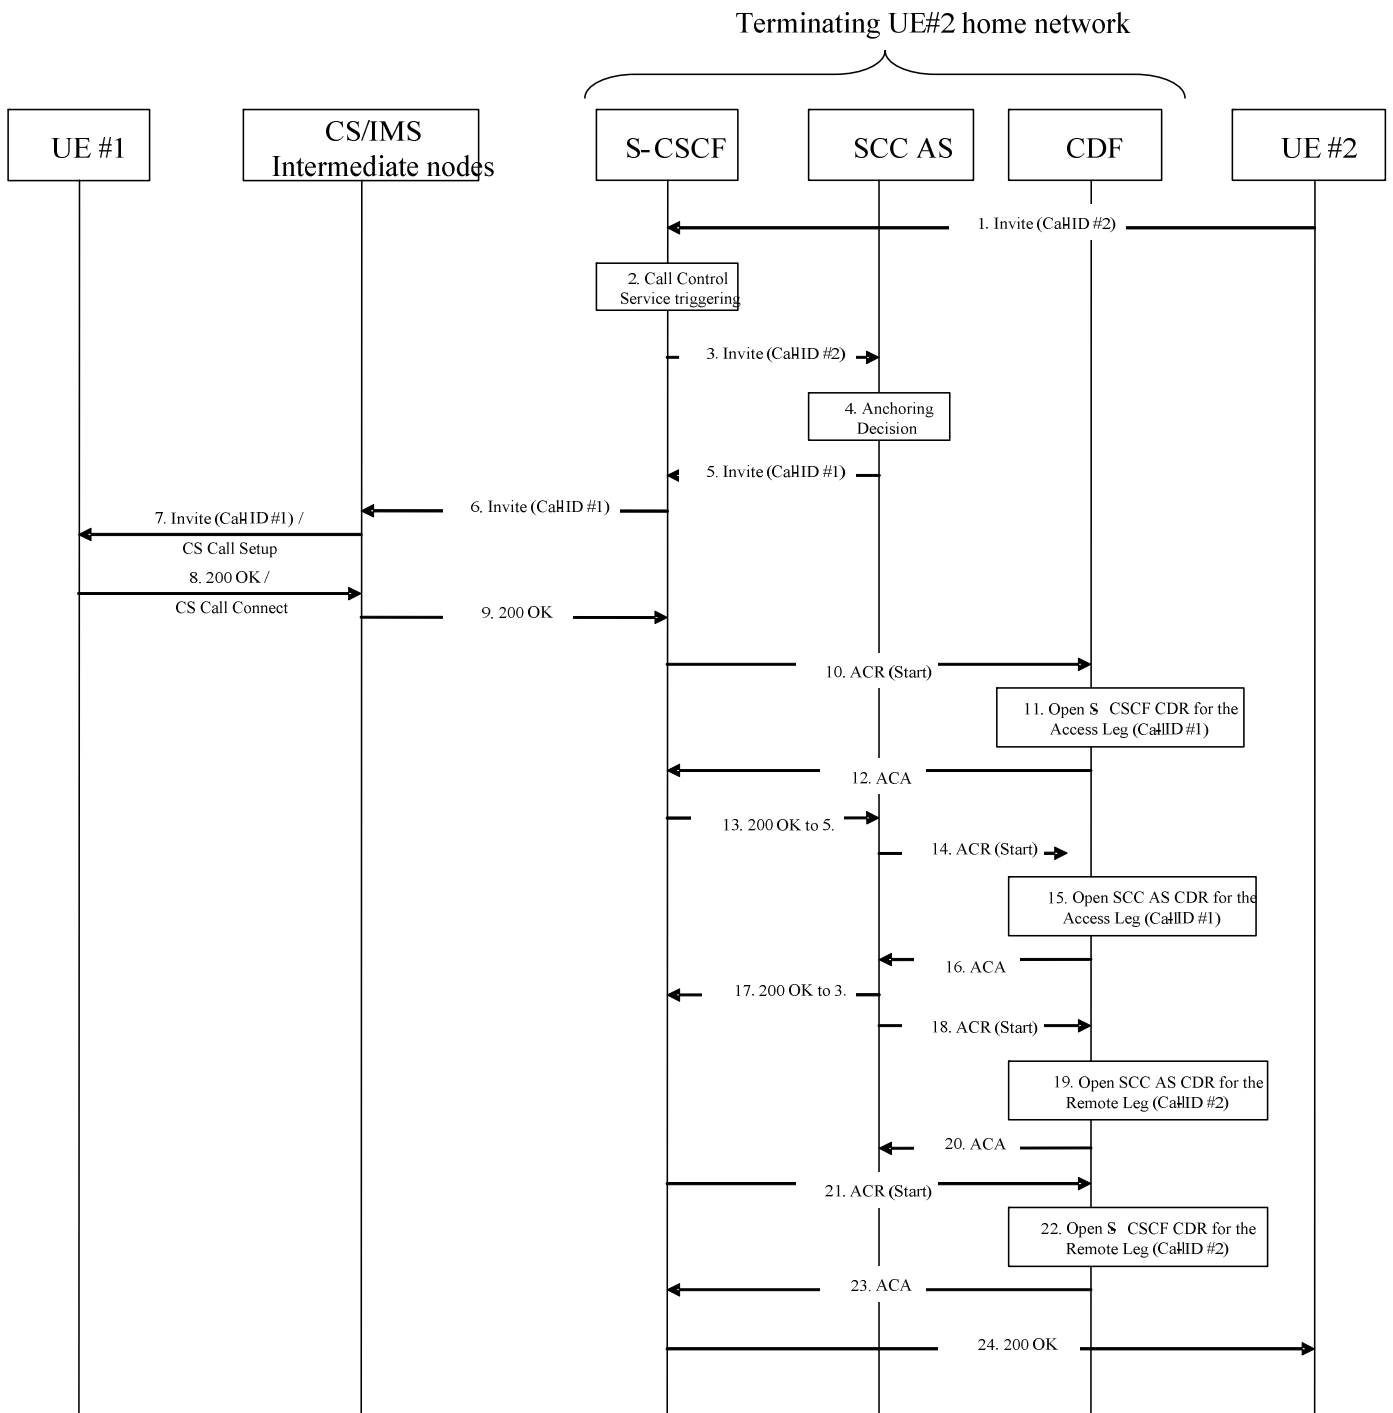 Terminating UE#2 home network
UE #1
CS/IMS
Intermediate nodes
S-CSCF
SCC AS
CDF
UE #2
1. Invite (Call-ID #2)
2. Call Control
Service triggering
3. Invite (Call-ID #2)
4. Anchoring
Decision
5. Invite (Call-ID #1)
6. Invite (Call-ID #1)
7. Invite (Call-ID #1) /
CS Call Setup
8. 200 OK /
CS Call Connect
9. 200 OK
10. ACR (Start)
11. Open S- CSCF CDR for the
Access Leg (Call-ID #1)
12. ACA
13. 200 OK to 5.
14. ACR (Start)
15. Open SCC AS CDR for the
Access Leg (Call-ID #1)
16. ACA
17. 200 OK to 3.
18. ACR (Start)
19. Open SCC AS CDR for the
Remote Leg (Call-ID #2)
20. ACA
21. ACR (Start)
22. Open S- CSCF CDR for the
Remote Leg (Call-ID #2)
23. ACA
24. 200 OK